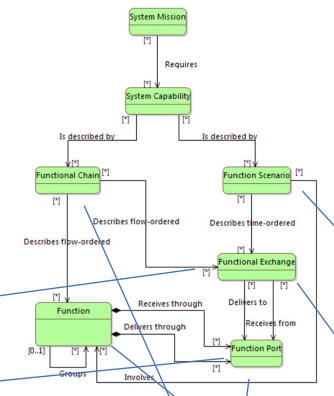 System Mission
[*]
Requires
[*]
System Capability
[*] [*]
Is described by Is described by
[*] [*]
Functional Chain [*] Function Scenario [*]
[*] [*]
Describes flow-ordered Describes time-ordered
Describes flow-ordered
[*]
Functional Exchange
[*]
[*] [*]
[*]
Function
Receives through
Delivers to
Delivers through
Receives from
[*]
Function Port
[0..1] [*] [*]
[*]
Groups
Involves